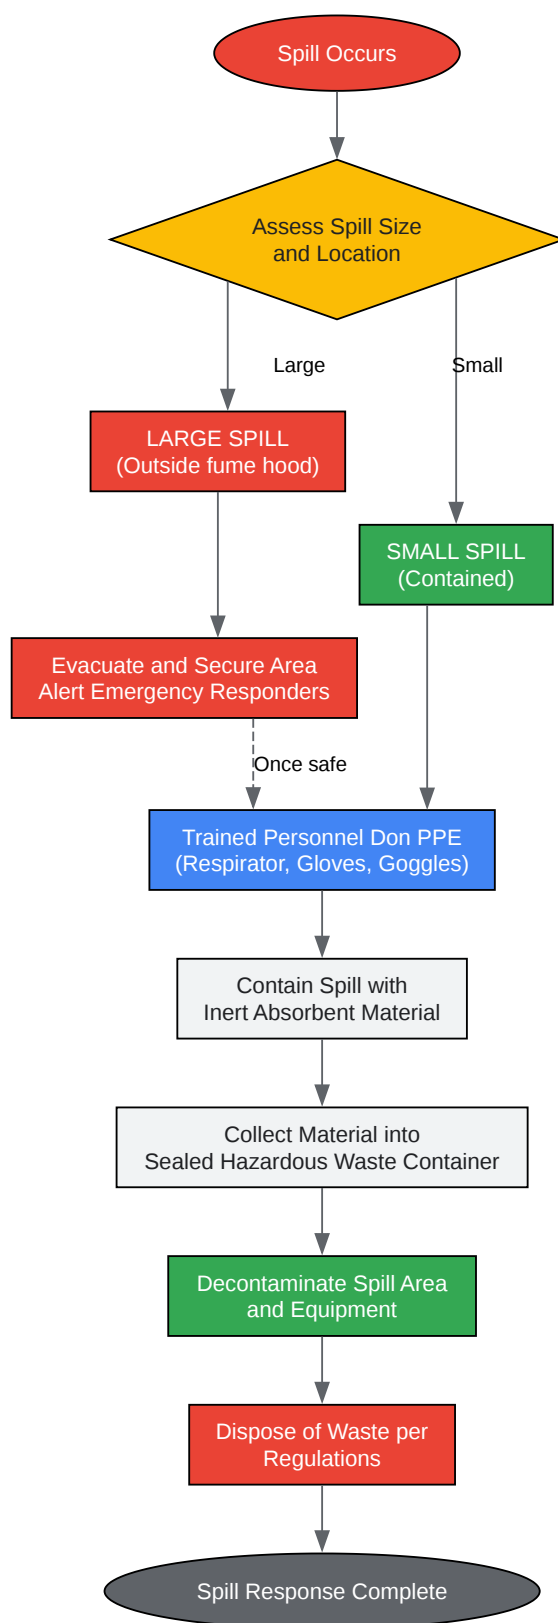 Spill Occurs
Assess Spill Size
and Location
Large
Small
LARGE SPILL
(Outside fume hood)
SMALL SPILL
(Contained)
Evacuate and Secure Area
Alert Emergency Responders
Once safe
Trained Personnel Don PPE
(Respirator, Gloves, Goggles)
Contain Spill with
Inert Absorbent Material
Collect Material into
Sealed Hazardous Waste Container
Decontaminate Spill Area
and Equipment
Dispose of Waste per
Regulations
Spill Response Complete